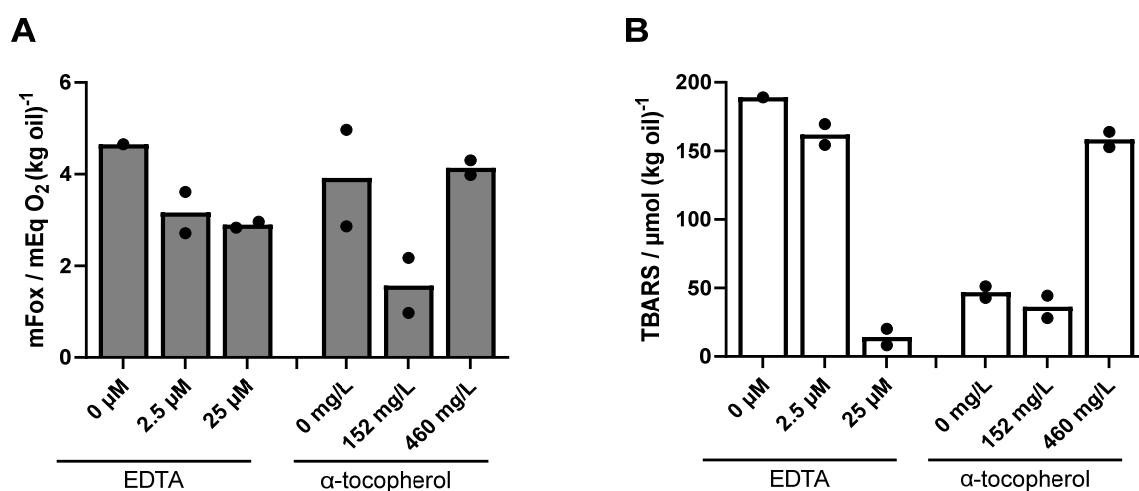 A
mFox / mEq O₂ (kg oil)⁻¹
6
4
2
0
0 µM
2.5 µM
25 µM
0 mg/L
152 mg/L
460 mg/L
EDTA
α-tocopherol
B
TBARS / µmol (kg oil)⁻¹
200
150
100
50
0
0 µM
2.5 µM
25 µM
0 mg/L
152 mg/L
460 mg/L
EDTA
α-tocopherol